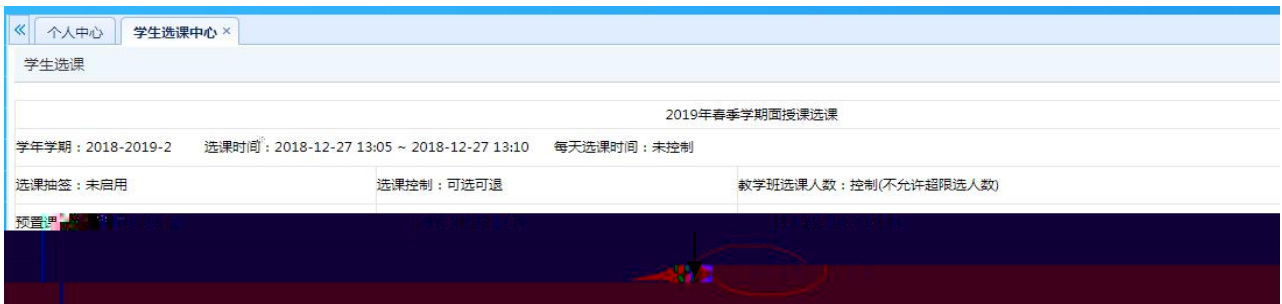 个人中心 学生选课中心 ×
学生选课
2019年春季学期面授课选课
学年学期：2018-2019-2 选课时间：2018-12-27 13:05 ~ 2018-12-27 13:10 每天选课时间：未控制
选课抽签：未启用 选课控制：可选可退 教学班选课人数：控制(不允许超限选人数)
预置课